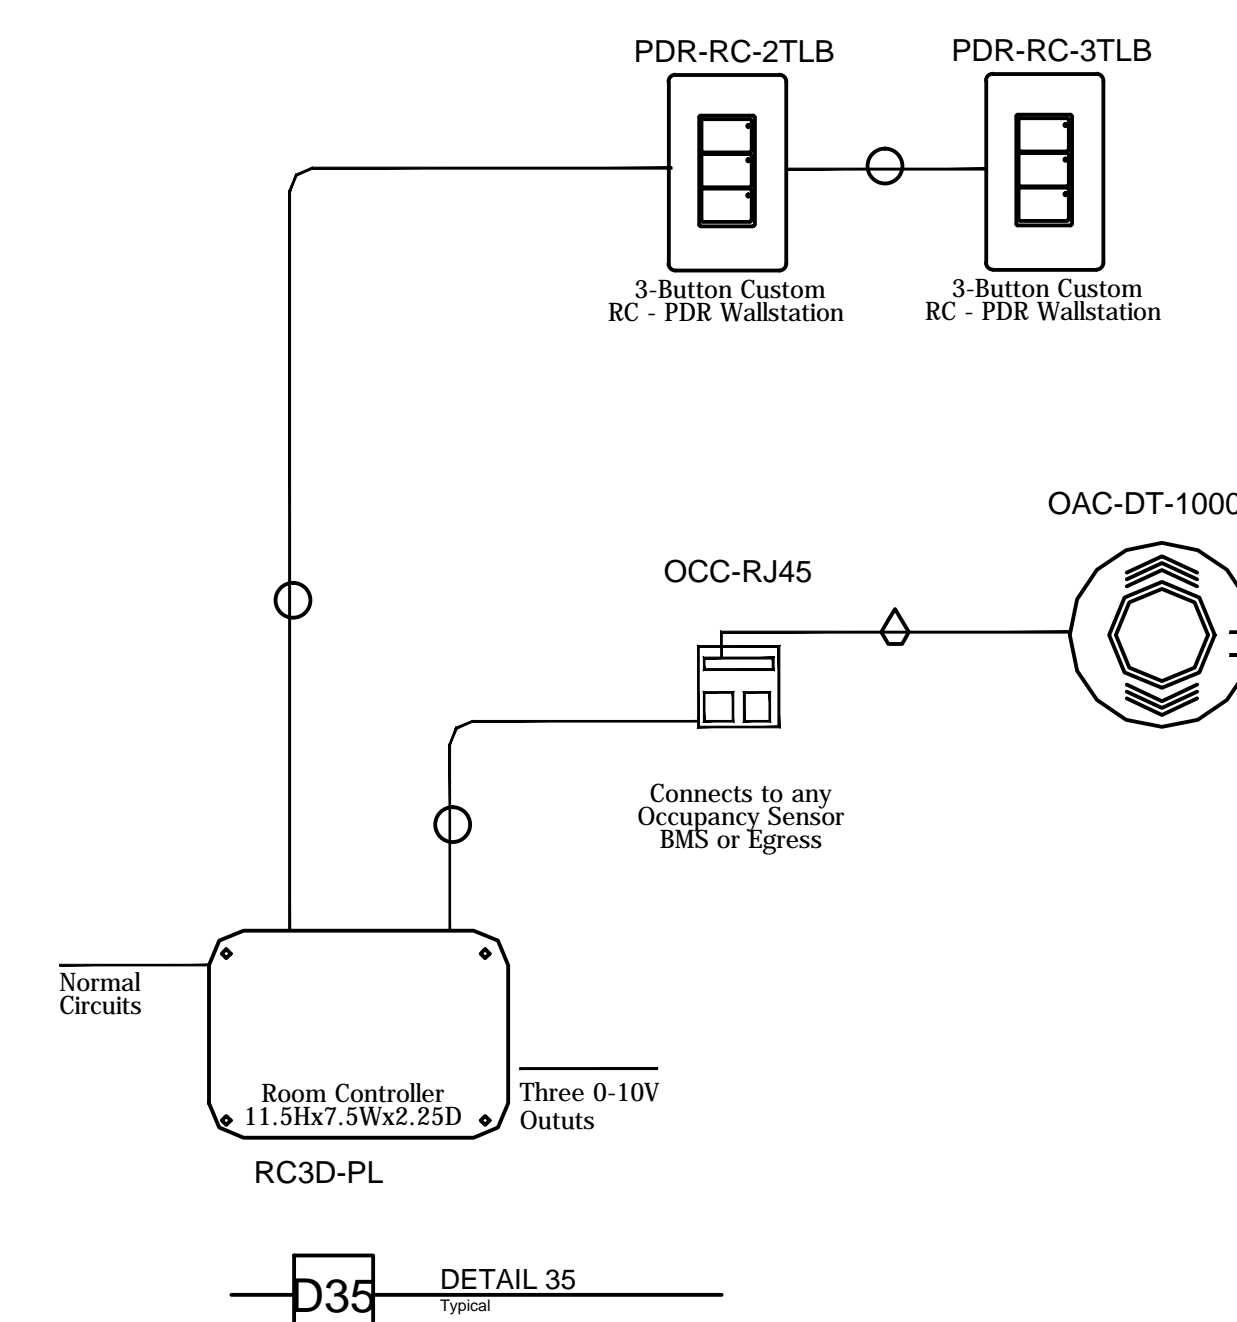 PDR-RC-2TLB
PDR-RC-3TLB
3-Button Custom
RC - PDR Wallstation
3-Button Custom
RC - PDR Wallstation
OAC-DT-1000
OCC-RJ45
Connects to any
Occupancy Sensor
BMS or Egress
Normal
Circuits
Room Controller
11.5Hx7.5Wx2.25D
Three 0-10V
Oututs
RC3D-PL
D35
DETAIL 35
Typical